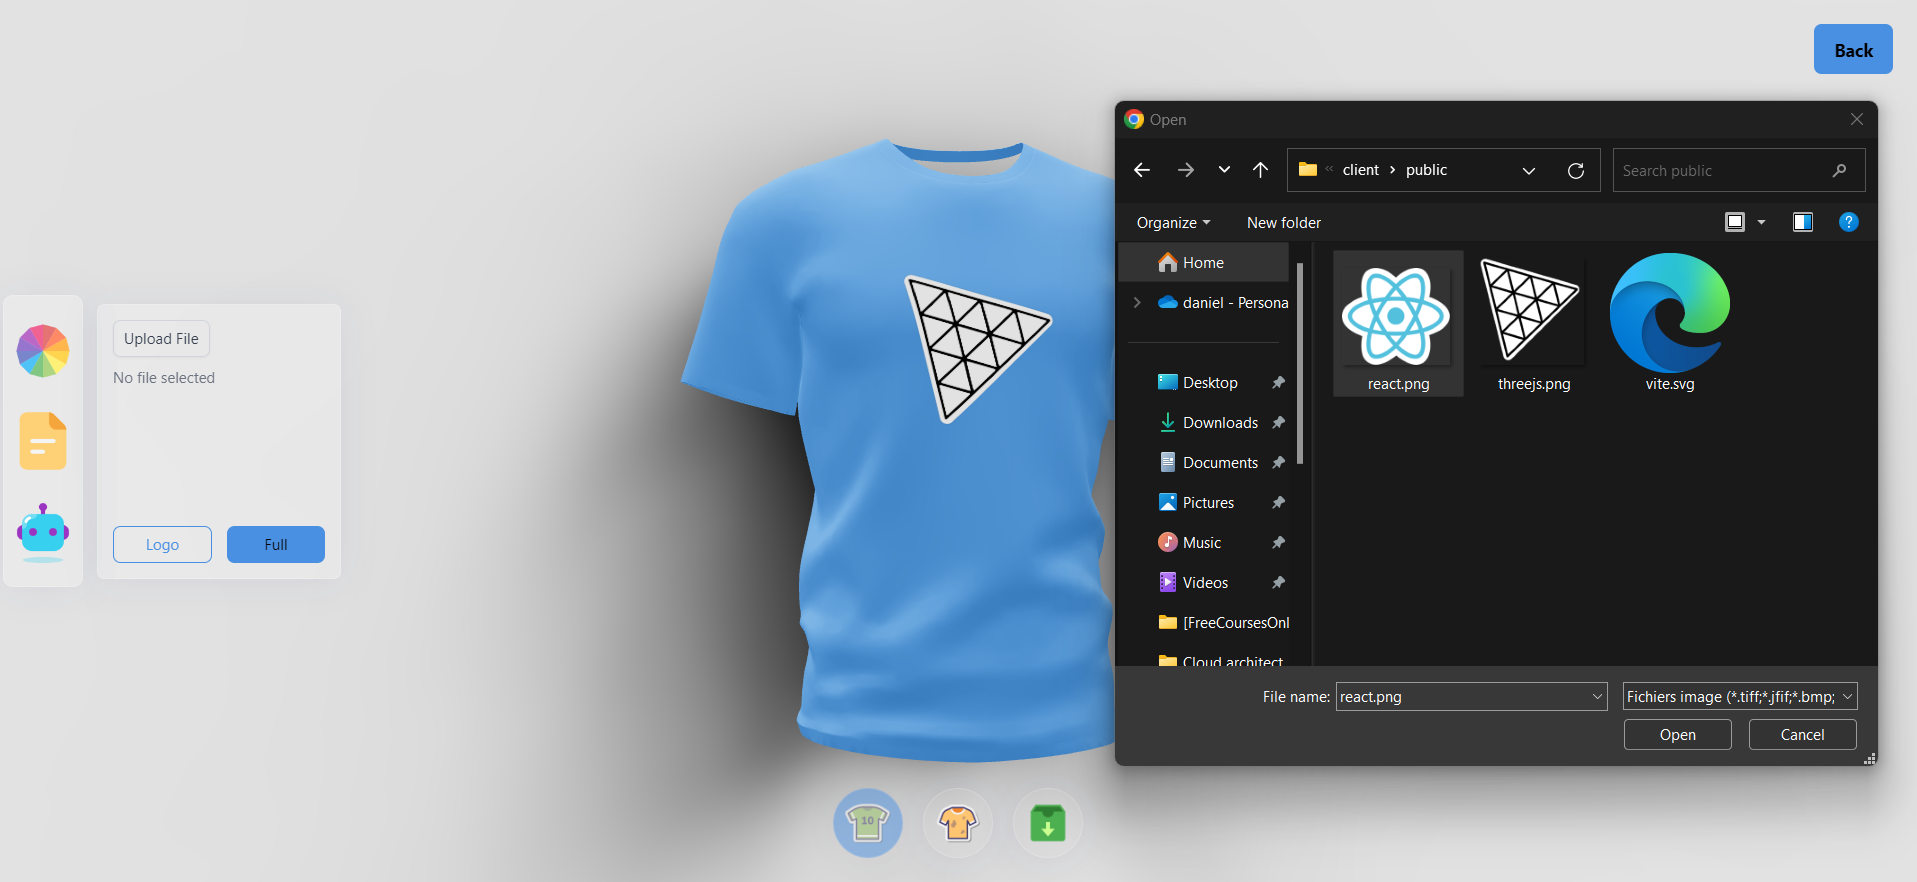 Back
Open
« client › public
Search public
Organize
New folder
Home
daniel - Persona
Desktop
Downloads
Documents
Pictures
Music
Videos
[FreeCoursesOnl
Cloud architect
react.png
threejs.png
vite.svg
File name:
react.png
Fichiers image (*.tiff;*.jfif;*.bmp;
Open
Cancel
Upload File
No file selected
Logo
Full
10